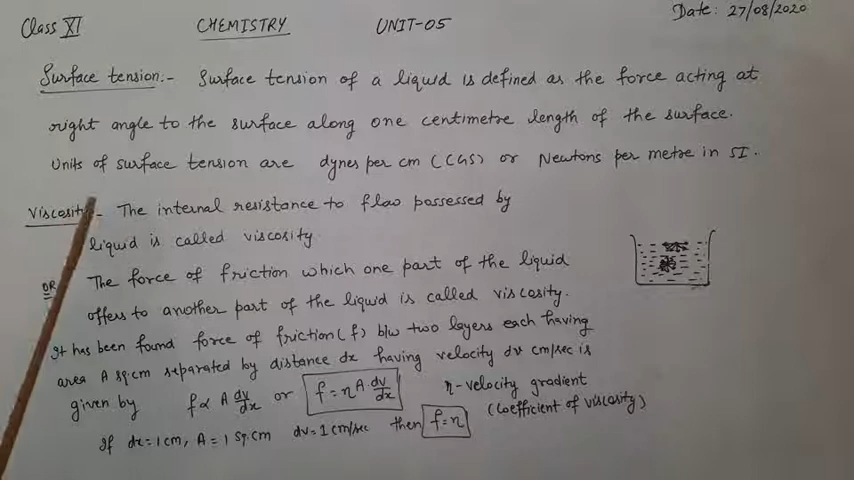 Class XI CHEMISTRY UNIT-05 Date: 27/08/2020
Surface tension:- Surface tension of a liquid is defined as the force acting at
right angle to the surface along one centimetre length of the surface.
Units of surface tension are dynes per cm (CGS) or Newtons per metre in SI.
Viscosity- The internal resistance to flow possessed by
liquid is called viscosity.
OR The force of friction which one part of the liquid
offers to another part of the liquid is called viscosity.
It has been found force of friction (f) b/w two layers each having
area A sq.cm separated by distance dx having velocity dv cm/sec is
given by f ∝ A dv/dx or f = η A dv/dx η - velocity gradient
(Coefficient of viscosity)
If dx = 1 cm, A = 1 sq.cm dv = 1 cm/sec then f = η